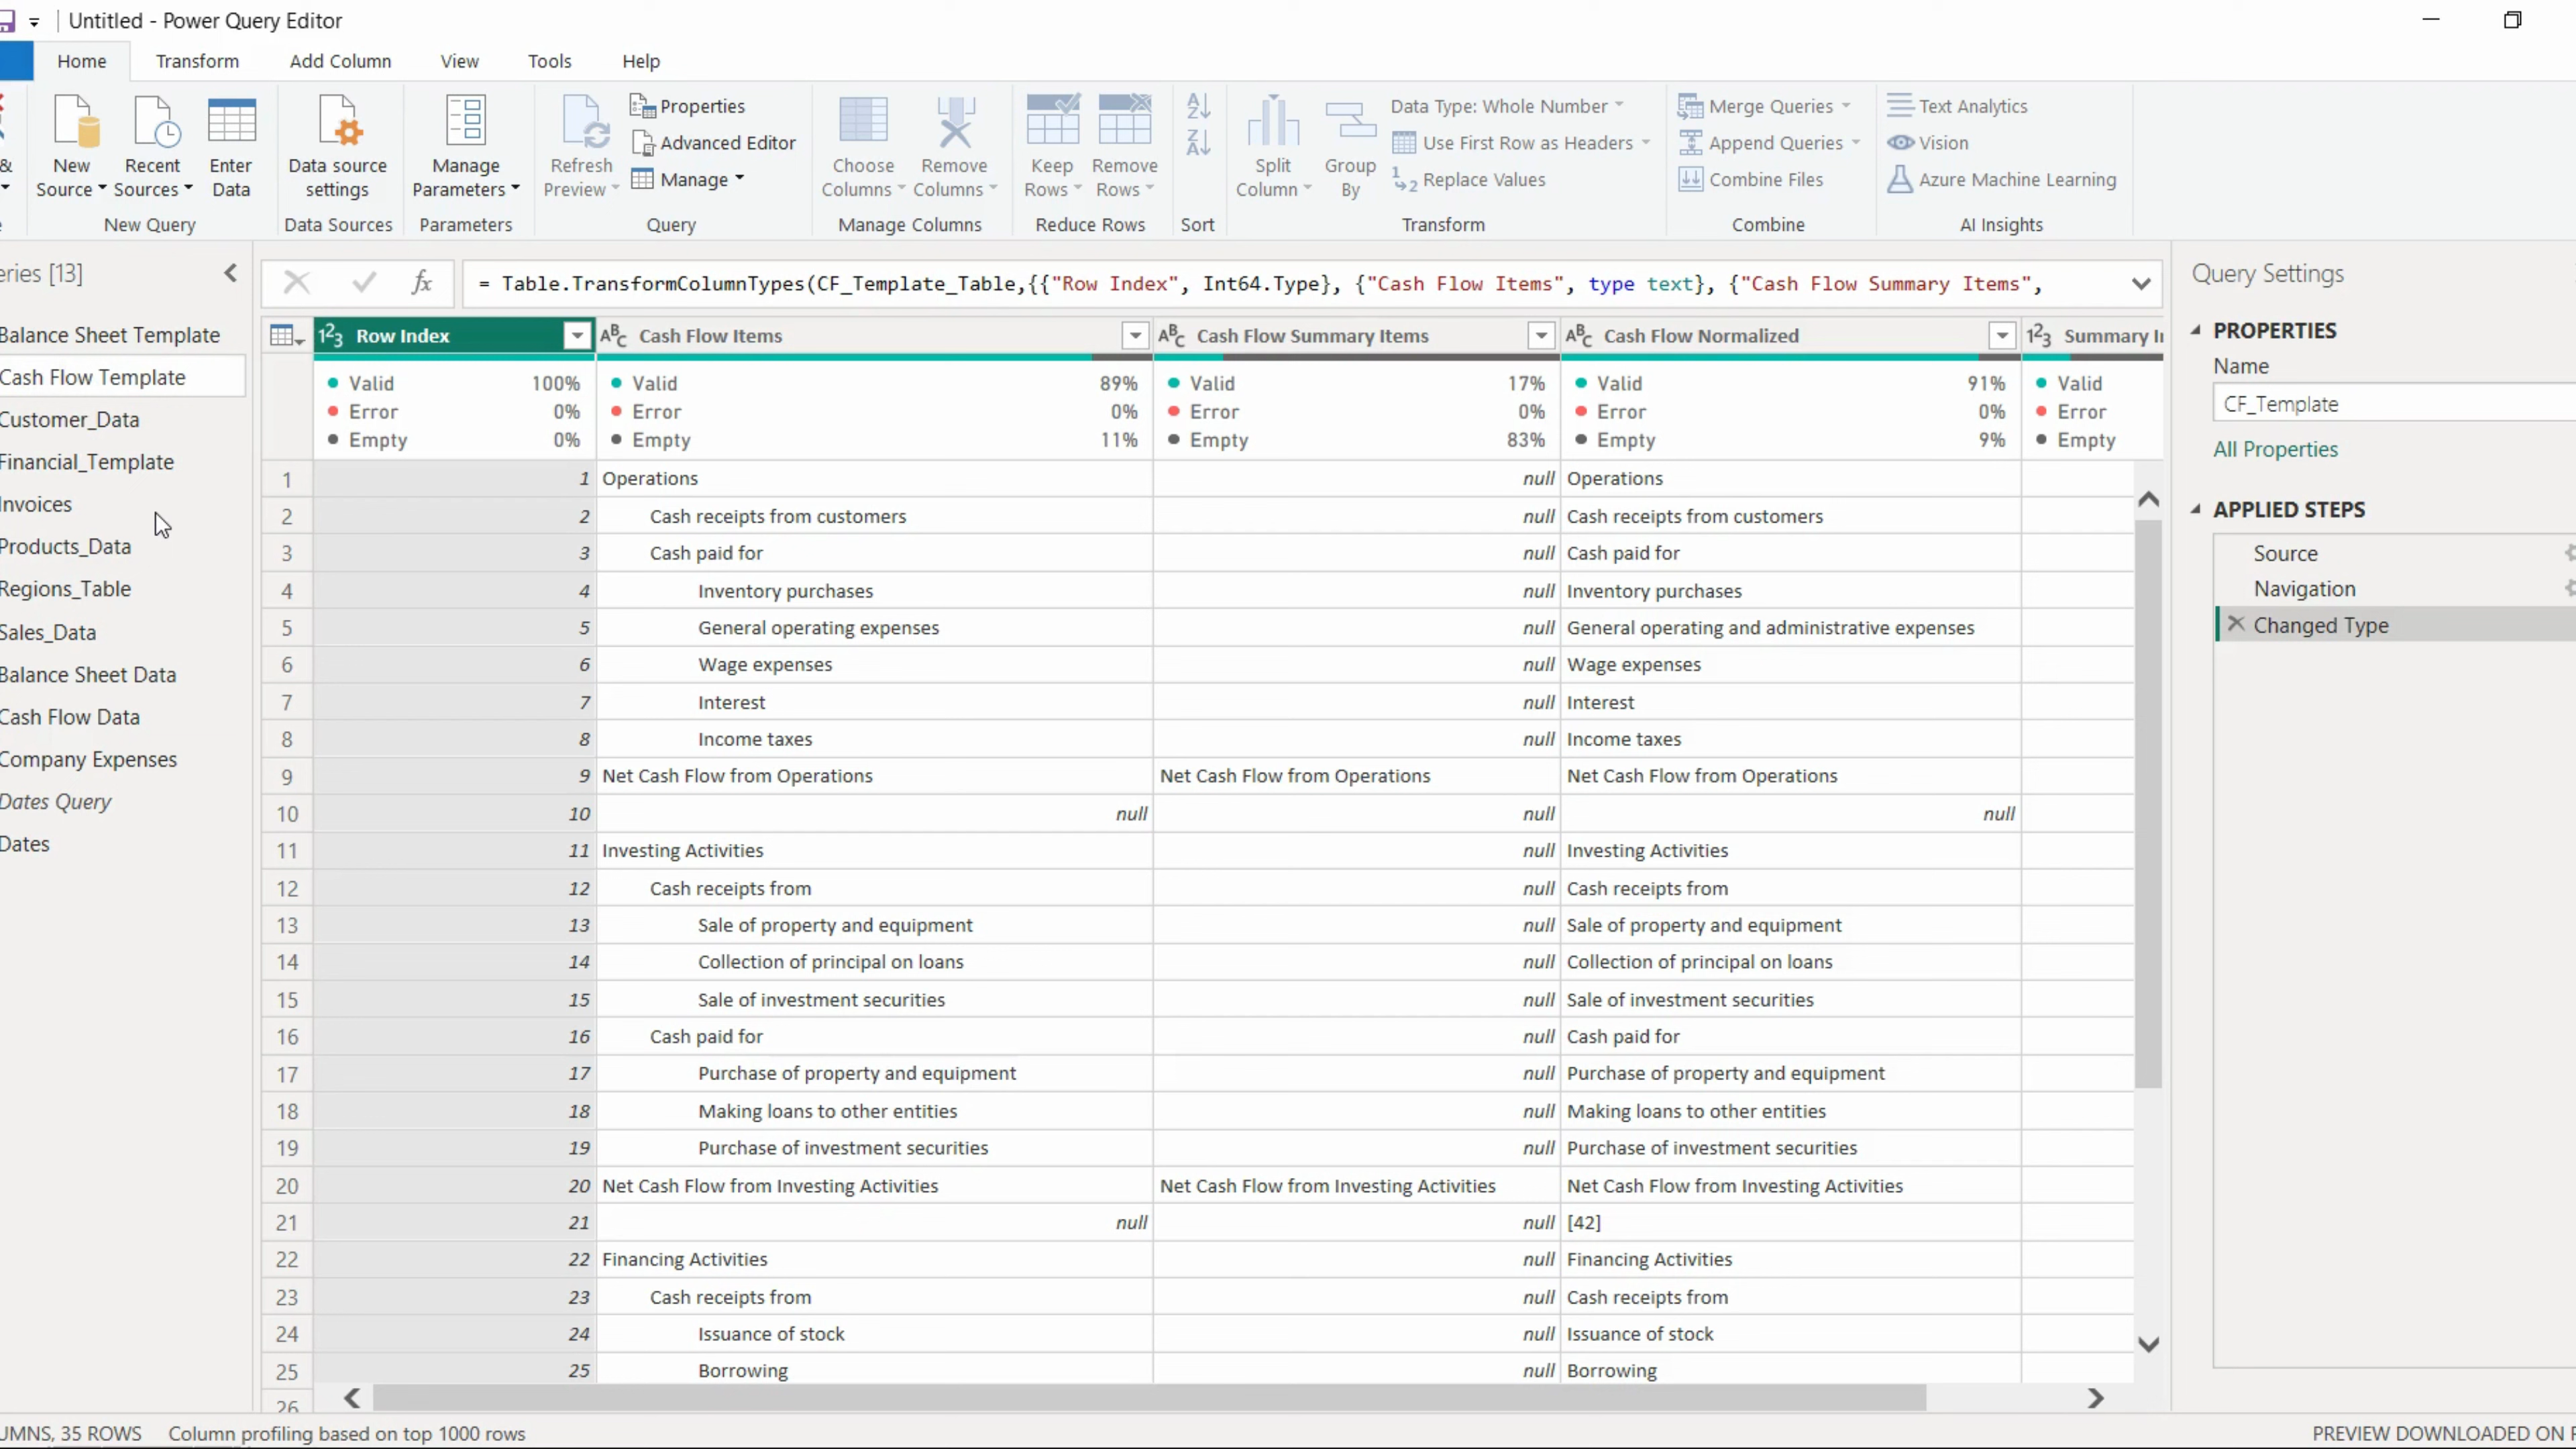 Untitled - Power Query Editor
Home Transform Add Column View Tools Help
New Source Recent Sources Enter Data
New Query
Data source settings
Data Sources
Manage Parameters
Parameters
Refresh Preview
Properties
Advanced Editor
Manage
Query
Choose Columns Remove Columns
Manage Columns
Keep Rows Remove Rows
Reduce Rows
Sort
Split Column Group By
Data Type: Whole Number
Use First Row as Headers
Replace Values
Transform
Merge Queries
Append Queries
Combine Files
Combine
Text Analytics
Vision
Azure Machine Learning
AI Insights
eries [13]
Balance Sheet Template
Cash Flow Template
Customer_Data
Financial_Template
Invoices
Products_Data
Regions_Table
Sales_Data
Balance Sheet Data
Cash Flow Data
Company Expenses
Dates Query
Dates
= Table.TransformColumnTypes(CF_Template_Table,{{"Row Index", Int64.Type}, {"Cash Flow Items", type text}, {"Cash Flow Summary Items",
Row Index Cash Flow Items Cash Flow Summary Items Cash Flow Normalized Summary I
Valid 100% Valid 89% Valid 17% Valid 91% Valid
Error 0% Error 0% Error 0% Error 0% Error
Empty 0% Empty 11% Empty 83% Empty 9% Empty
1 1 Operations null Operations
2 2 Cash receipts from customers null Cash receipts from customers
3 3 Cash paid for null Cash paid for
4 4 Inventory purchases null Inventory purchases
5 5 General operating expenses null General operating and administrative expenses
6 6 Wage expenses null Wage expenses
7 7 Interest null Interest
8 8 Income taxes null Income taxes
9 9 Net Cash Flow from Operations Net Cash Flow from Operations Net Cash Flow from Operations
10 10 null null null
11 11 Investing Activities null Investing Activities
12 12 Cash receipts from null Cash receipts from
13 13 Sale of property and equipment null Sale of property and equipment
14 14 Collection of principal on loans null Collection of principal on loans
15 15 Sale of investment securities null Sale of investment securities
16 16 Cash paid for null Cash paid for
17 17 Purchase of property and equipment null Purchase of property and equipment
18 18 Making loans to other entities null Making loans to other entities
19 19 Purchase of investment securities null Purchase of investment securities
20 20 Net Cash Flow from Investing Activities Net Cash Flow from Investing Activities Net Cash Flow from Investing Activities
21 21 null null [42]
22 22 Financing Activities null Financing Activities
23 23 Cash receipts from null Cash receipts from
24 24 Issuance of stock null Issuance of stock
25 25 Borrowing null Borrowing
26
Query Settings
PROPERTIES
Name
CF_Template
All Properties
APPLIED STEPS
Source
Navigation
Changed Type
UMNS, 35 ROWS Column profiling based on top 1000 rows
PREVIEW DOWNLOADED ON